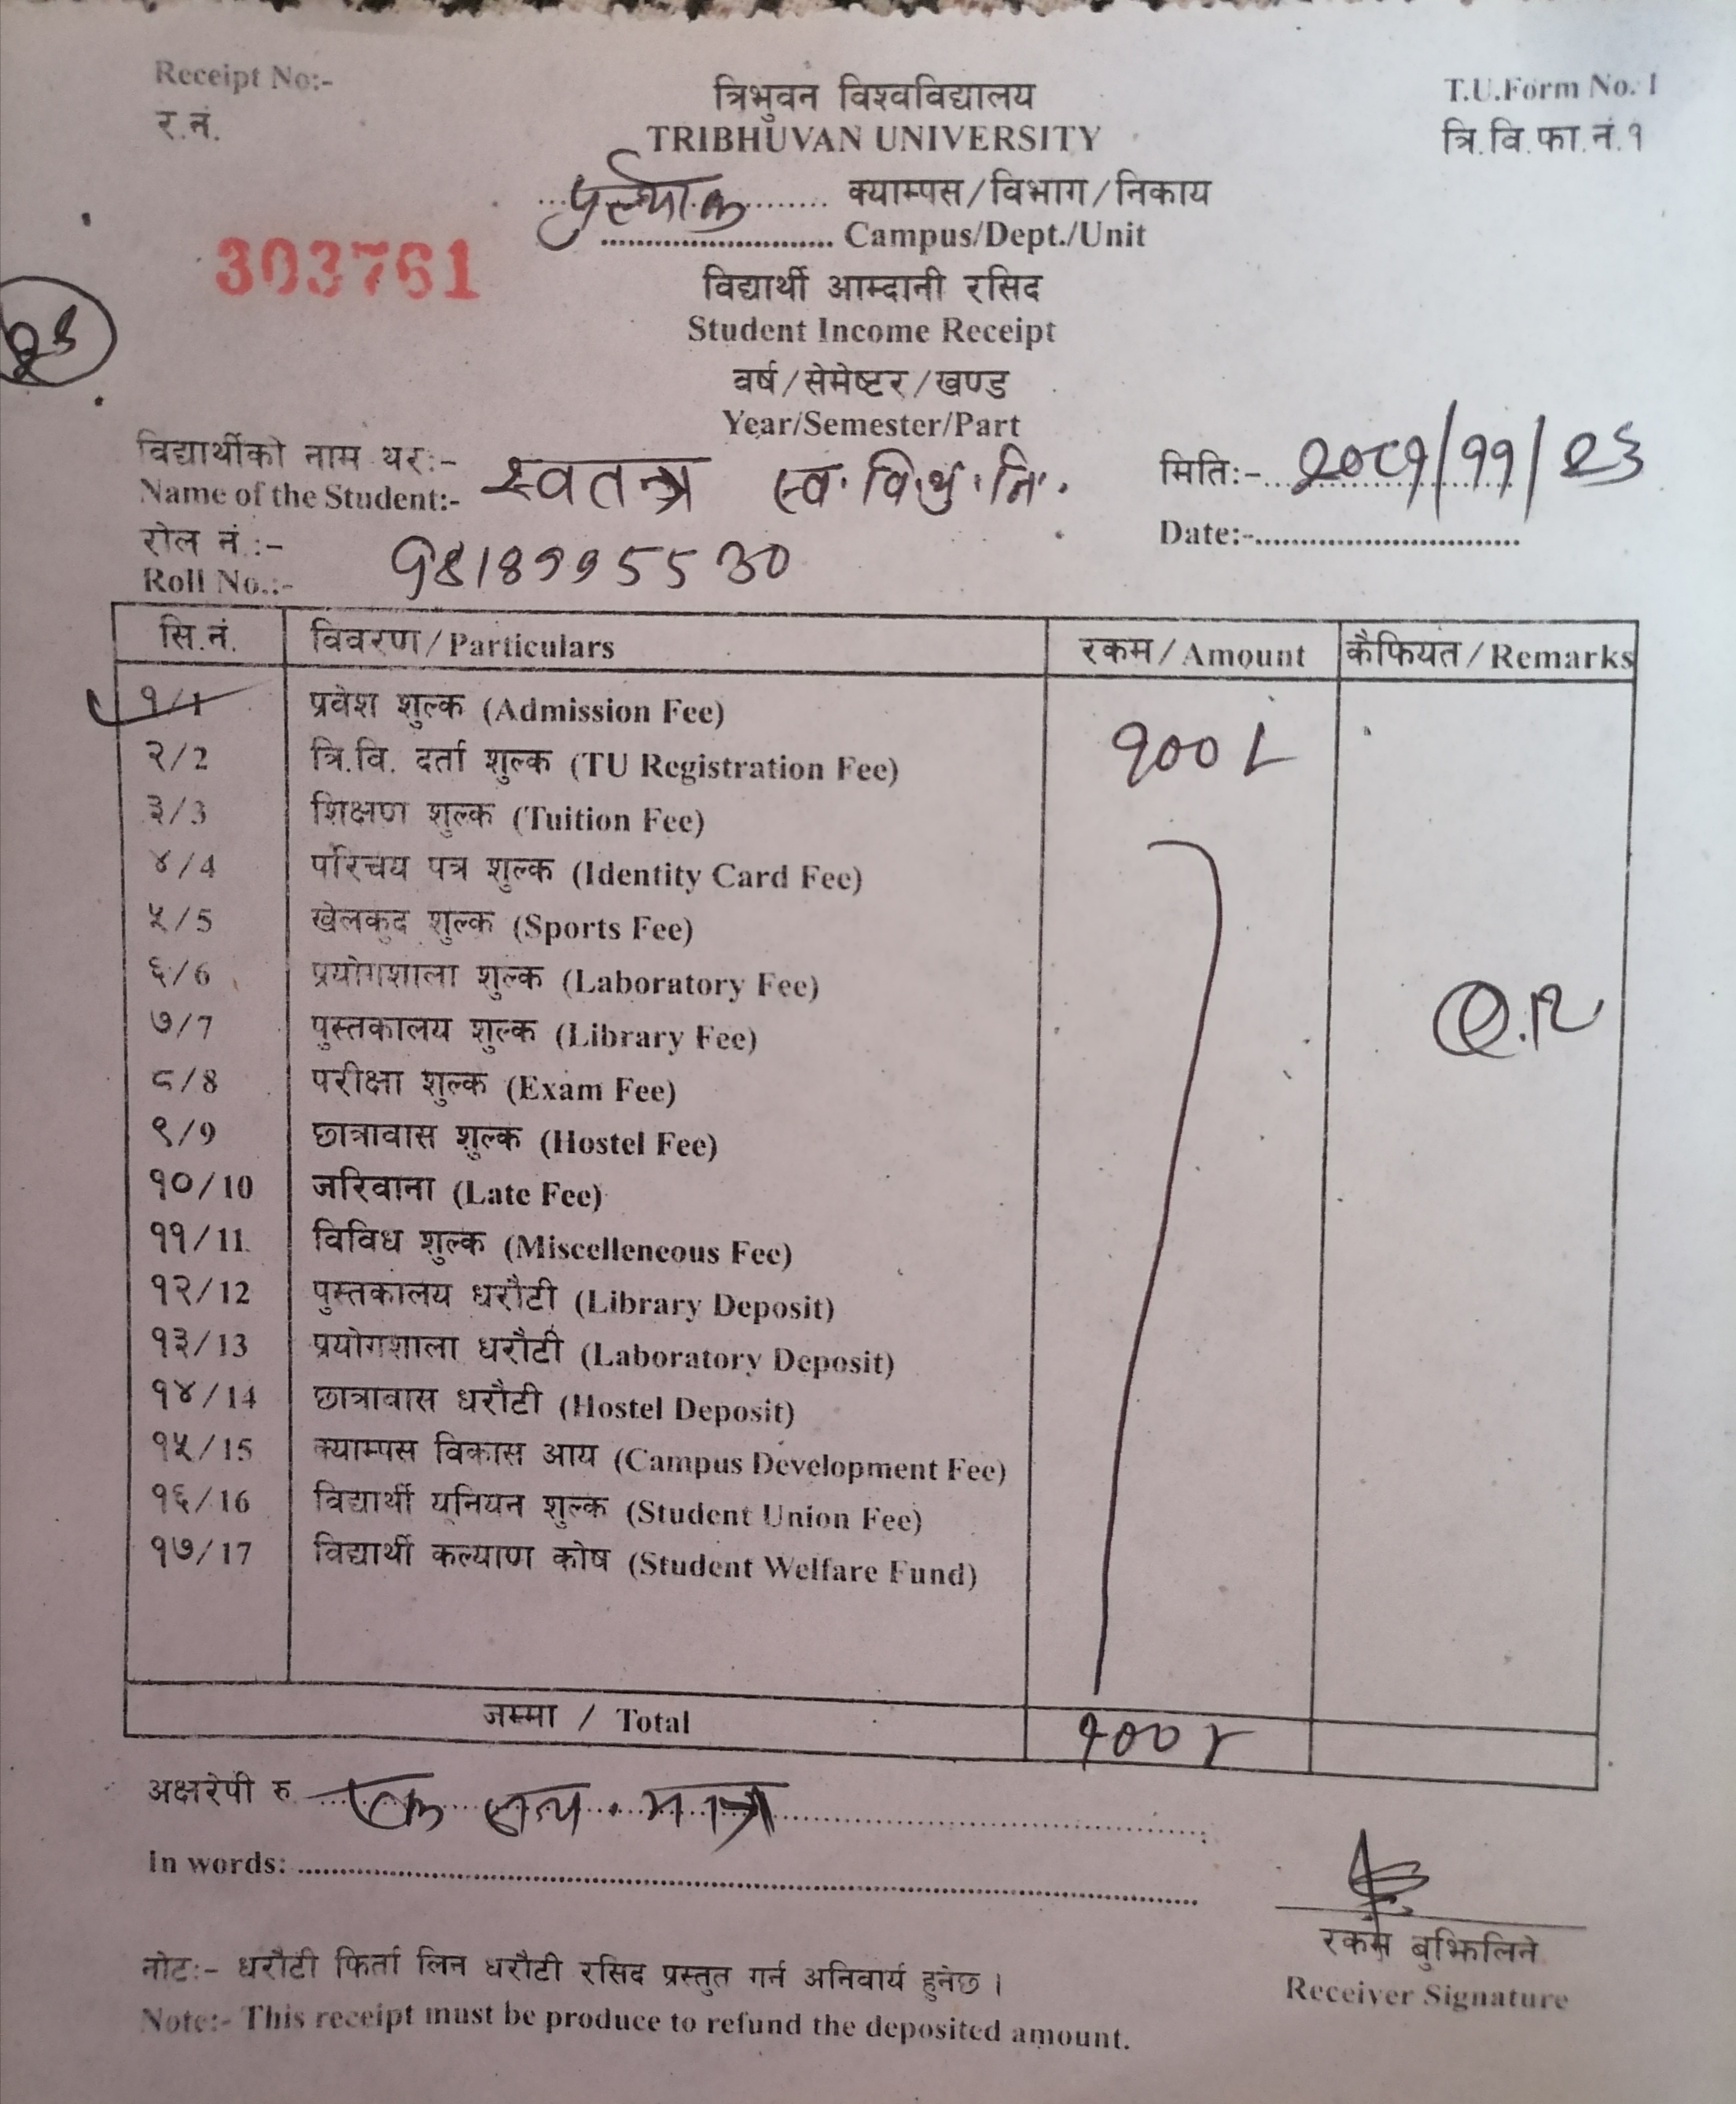 Receipt No:-
र.नं.
त्रिभुवन विश्वविद्यालय
TRIBHUVAN UNIVERSITY
T.U.Form No. 1
त्रि.वि.फा.नं.१
.......... क्याम्पस/विभाग/निकाय
.......... Campus/Dept./Unit
303761
विद्यार्थी आम्दानी रसिद
Student Income Receipt
वर्ष/सेमेष्टर/खण्ड
Year/Semester/Part
विद्यार्थीको नाम थरः-
Name of the Student:- स्वतन्त्र स्व.वि.यु.नि.
मितिः- २०८१/११/२३
Date:-..............................
रोल नं.:-
Roll No.:- 9818995530
सि.नं. विवरण/Particulars रकम/Amount कैफियत/Remarks
१/1 प्रवेश शुल्क (Admission Fee) १००/-
२/2 त्रि.वि. दर्ता शुल्क (TU Registration Fee)
३/3 शिक्षण शुल्क (Tuition Fee)
४/4 परिचय पत्र शुल्क (Identity Card Fee)
५/5 खेलकुद शुल्क (Sports Fee)
६/6 प्रयोगशाला शुल्क (Laboratory Fee)
७/7 पुस्तकालय शुल्क (Library Fee) Q.R
८/8 परीक्षा शुल्क (Exam Fee)
९/9 छात्रावास शुल्क (Hostel Fee)
१०/10 जरिवाना (Late Fee)
११/11 विविध शुल्क (Miscelleneous Fee)
१२/12 पुस्तकालय धरौटी (Library Deposit)
१३/13 प्रयोगशाला धरौटी (Laboratory Deposit)
१४/14 छात्रावास धरौटी (Hostel Deposit)
१५/15 क्याम्पस विकास आय (Campus Development Fee)
१६/16 विद्यार्थी यूनियन शुल्क (Student Union Fee)
१७/17 विद्यार्थी कल्याण कोष (Student Welfare Fund)
जम्मा / Total १००/-
अक्षरेपी रु एक सय मात्र
In words: ..............................
रकम बुझिलिने
Receiver Signature
नोटः- धरौटी फिर्ता लिन धरौटी रसिद प्रस्तुत गर्न अनिवार्य हुनेछ ।
Note:- This receipt must be produce to refund the deposited amount.